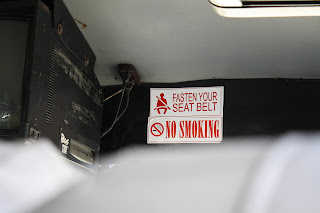 FASTEN YOUR
SEAT BELT
NO SMOKING